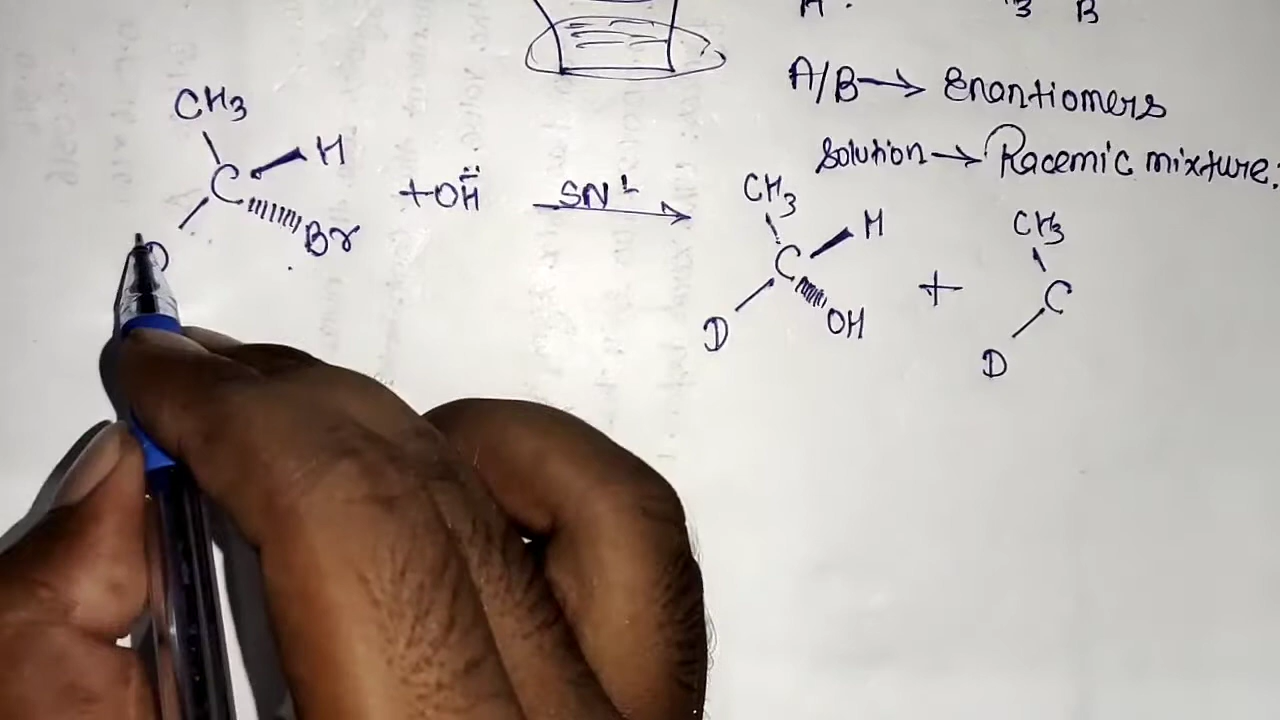 A/B → Enantiomers
Solution → Racemic mixture:
CH3
C H
Br
D
+ OH⁻
SN1
CH3
C H
OH
D
+
CH3
C
D